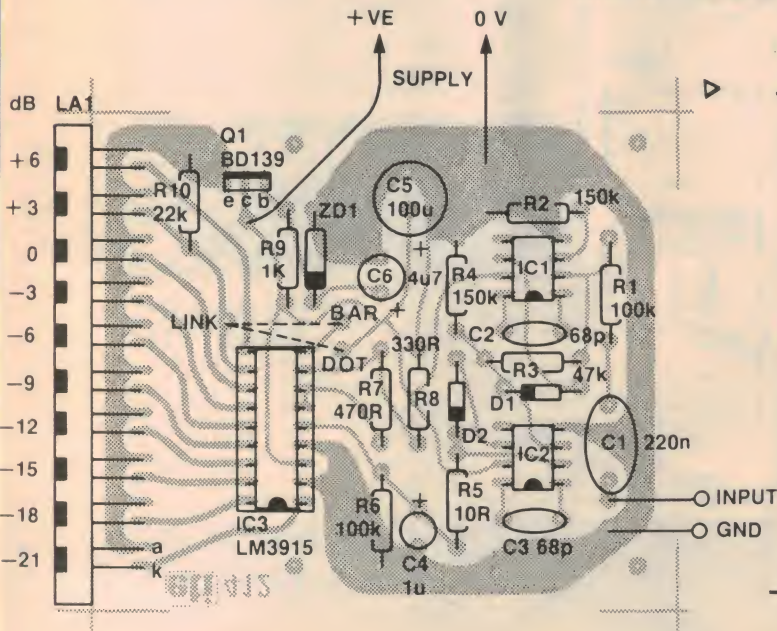 +VE
0 V
SUPPLY
dB
LA1
+6
+3
0
-3
-6
-9
-12
-15
-18
-21
Q1
BD139
e c b
R10
22k
R9
1K
ZD1
C5
100u
+
C6
4u7
+
R2
150k
IC1
R4
150k
R1
100k
C2
68p
R3
47k
LINK
BAR
DOT
330R
R7
470R
R8
D1
D2
C1
220n
IC2
R5
10R
R6
100k
+
C4
1u
C3 68p
INPUT
GND
IC3
LM3915
a
k
eti 412